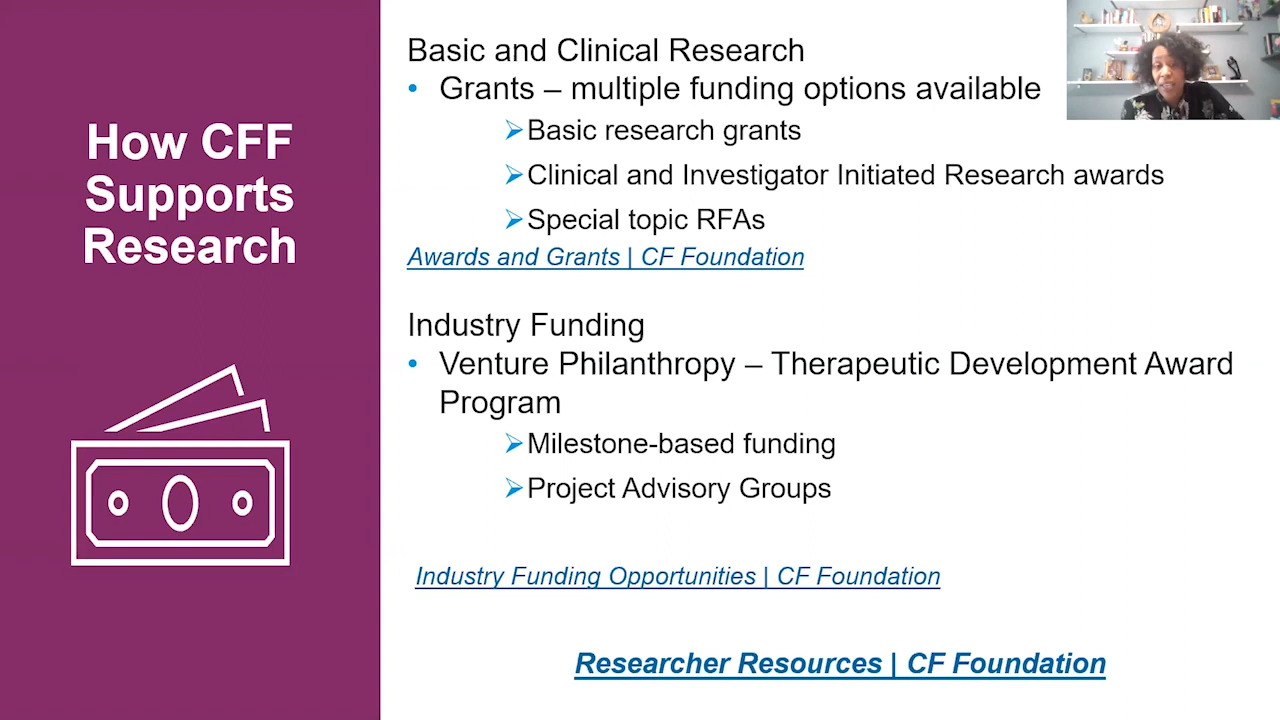 How CFF
Supports
Research
Basic and Clinical Research
• Grants – multiple funding options available
➢Basic research grants
➢Clinical and Investigator Initiated Research awards
➢Special topic RFAs
Awards and Grants | CF Foundation
Industry Funding
• Venture Philanthropy – Therapeutic Development Award
Program
➢Milestone-based funding
➢Project Advisory Groups
Industry Funding Opportunities | CF Foundation
Researcher Resources | CF Foundation